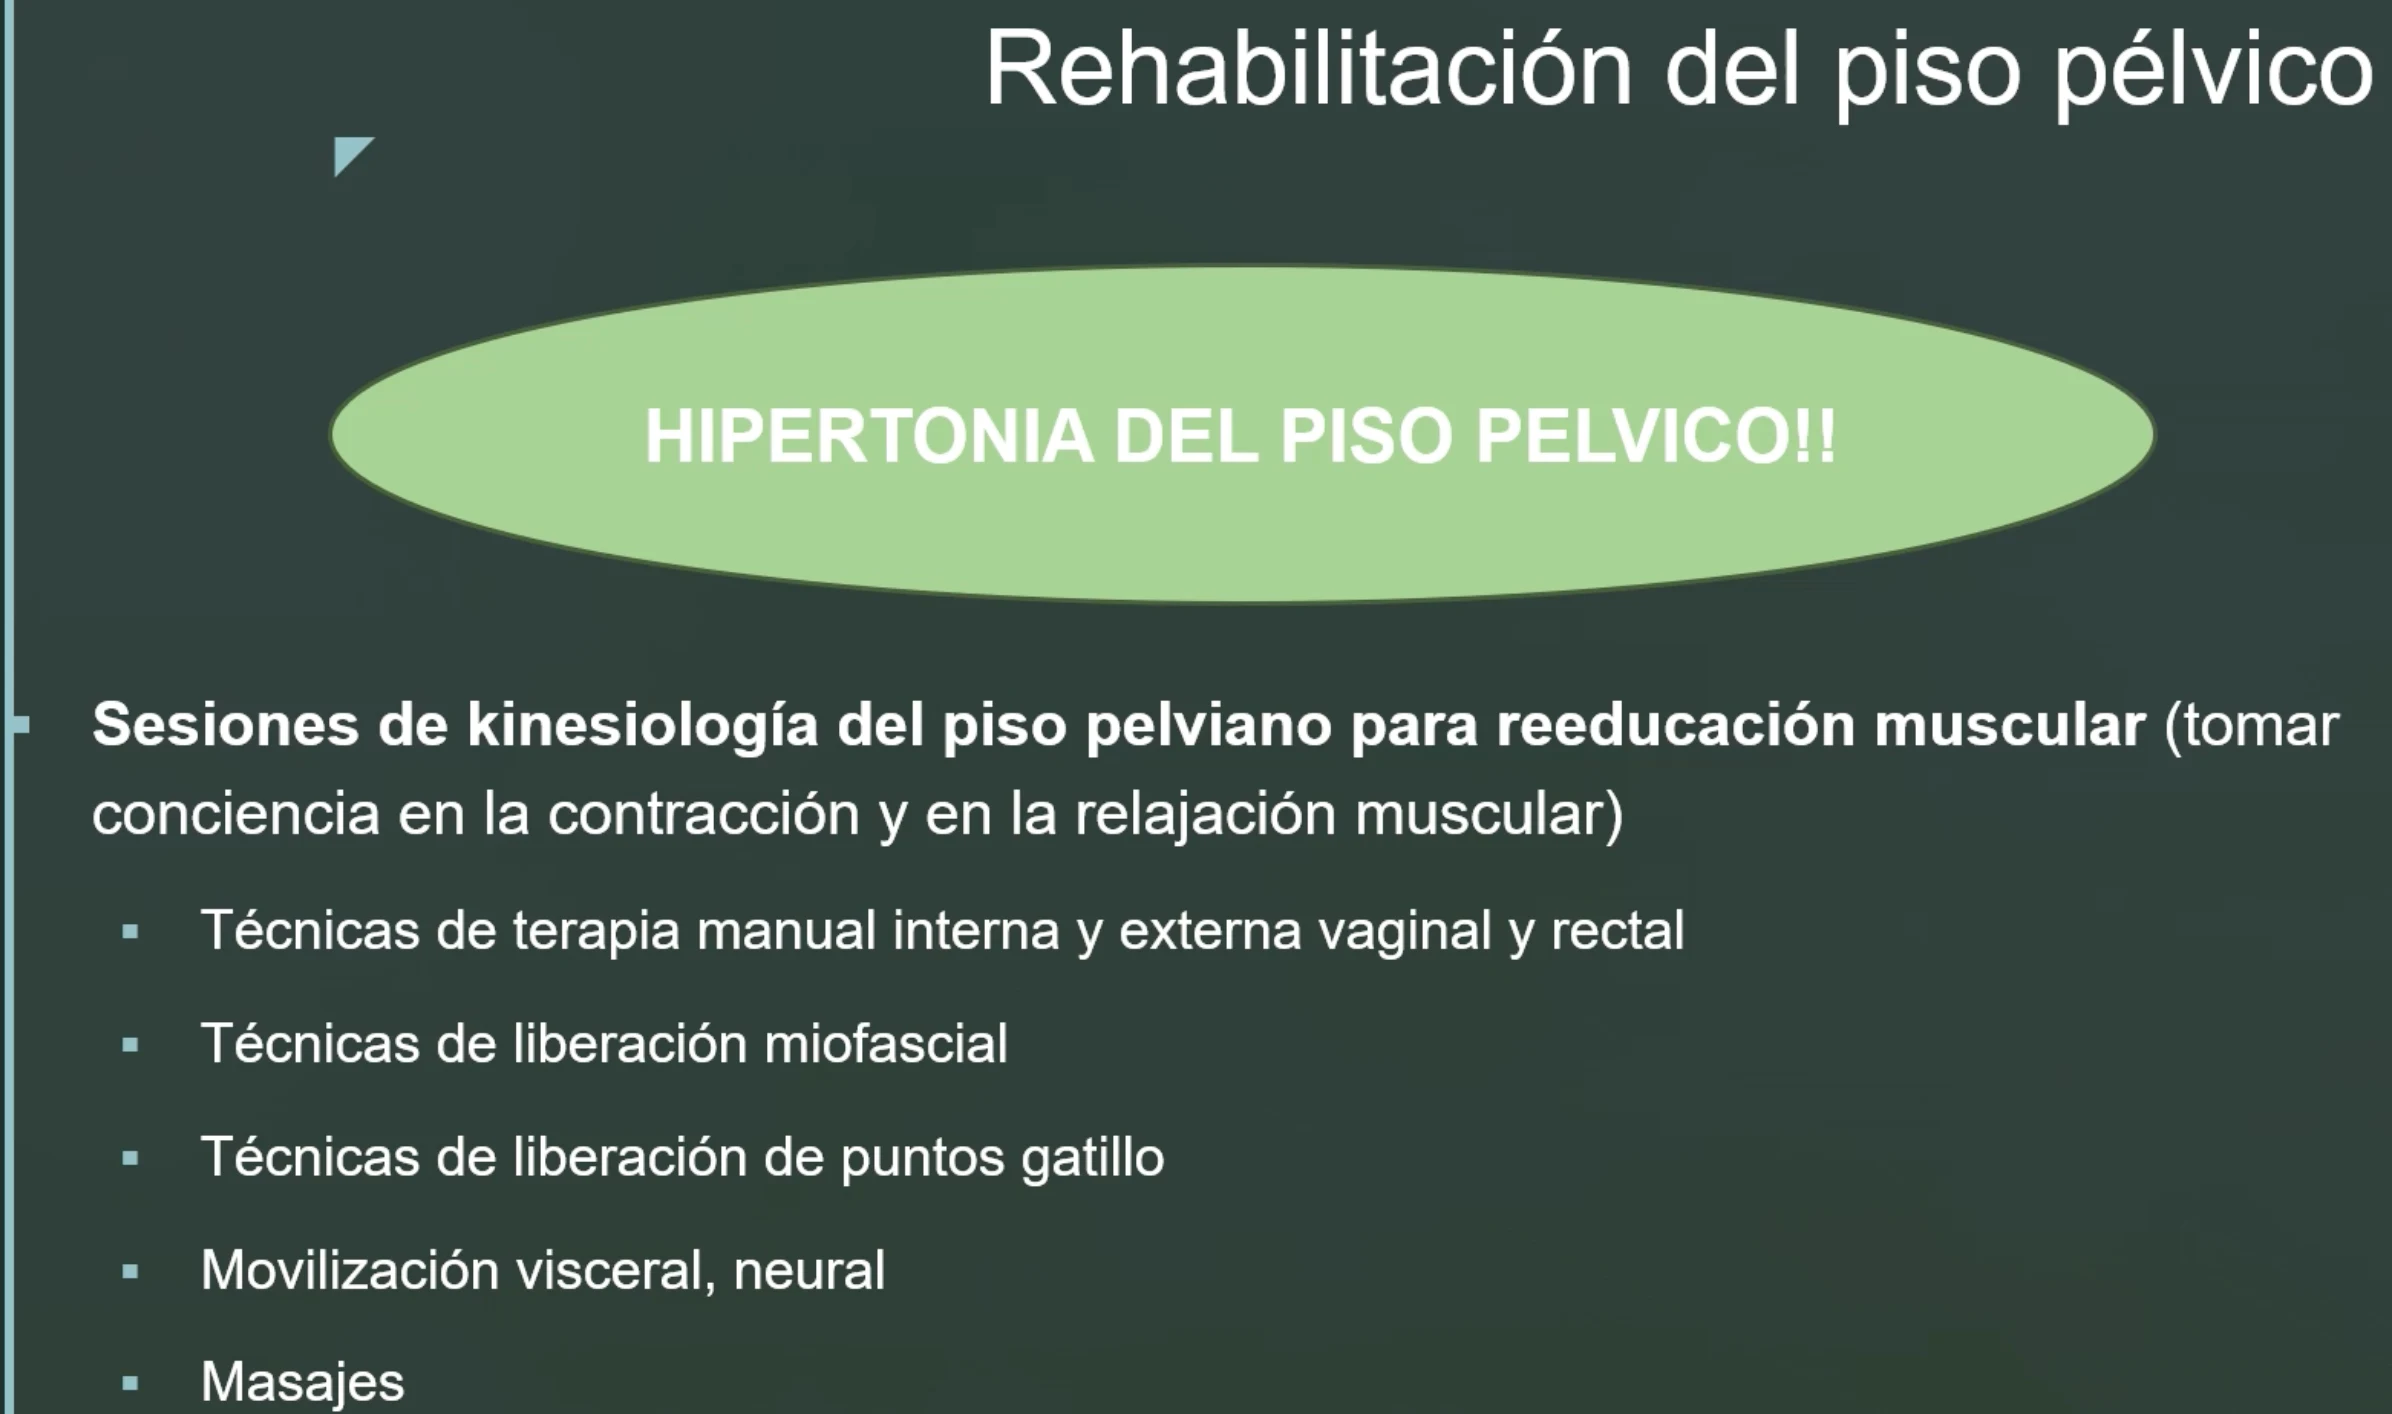 Rehabilitación del piso pélvico
HIPERTONIA DEL PISO PELVICO!!
Sesiones de kinesiología del piso pelviano para reeducación muscular (tomar
conciencia en la contracción y en la relajación muscular)
Técnicas de terapia manual interna y externa vaginal y rectal
Técnicas de liberación miofascial
Técnicas de liberación de puntos gatillo
Movilización visceral, neural
Masajes